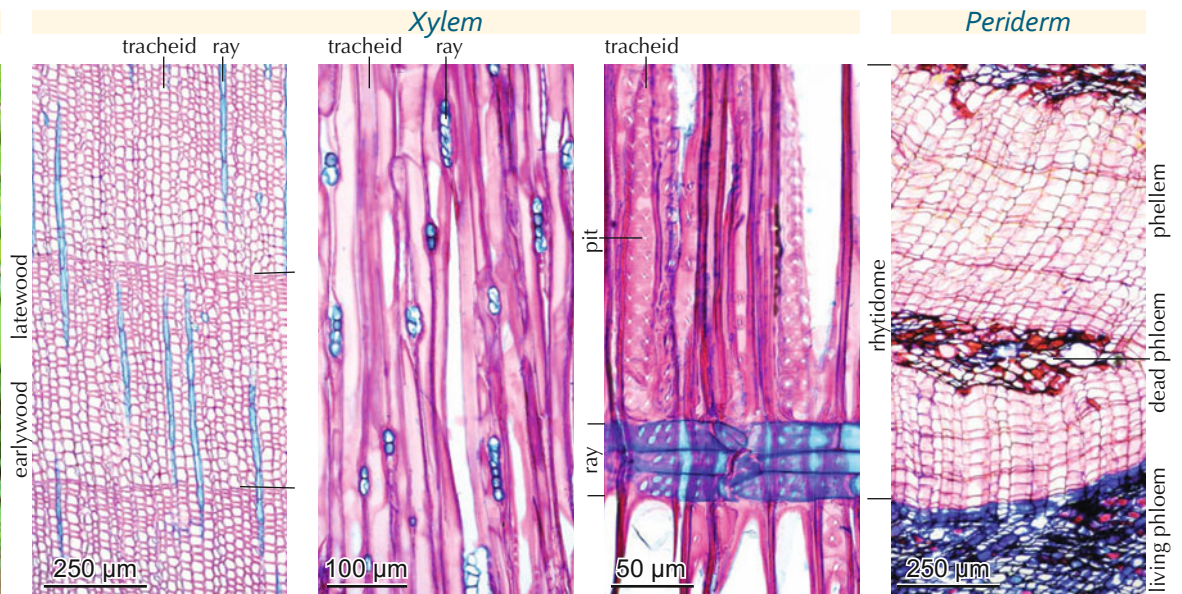 Xylem
Periderm
tracheid ray
tracheid ray
tracheid
latewood
earlywood
pit
ray
rhytidome
phellem
dead phloem
living phloem
250 µm
100 µm
50 µm
250 µm